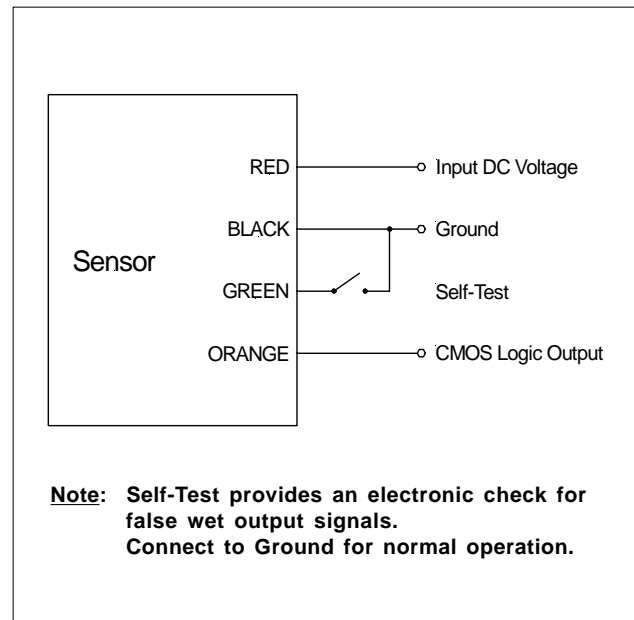 RED Input DC Voltage
BLACK Ground
Sensor
GREEN Self-Test
ORANGE CMOS Logic Output
Note: Self-Test provides an electronic check for
false wet output signals.
Connect to Ground for normal operation.